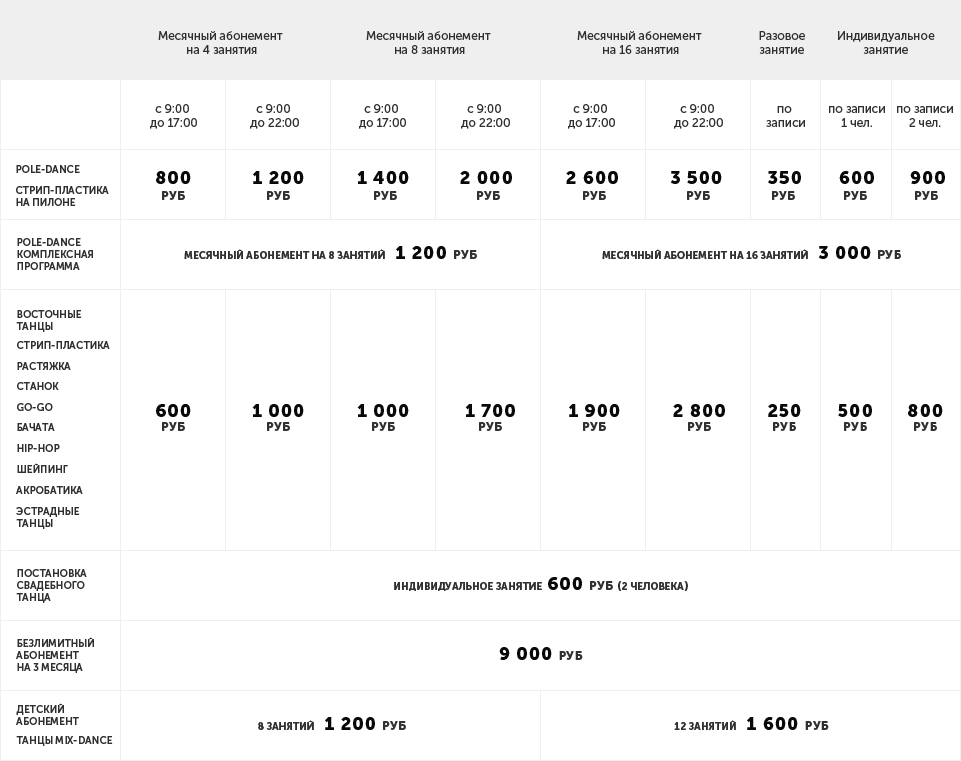 Месячный абонемент
на 4 занятия
Месячный абонемент
на 8 занятия
Месячный абонемент
на 16 занятия
Разовое
занятие
Индивидуальное
занятие
с 9:00
до 17:00
с 9:00
до 22:00
с 9:00
до 17:00
с 9:00
до 22:00
с 9:00
до 17:00
с 9:00
до 22:00
по
записи
по записи
1 чел.
по записи
2 чел.
POLE-DANCE
СТРИП-ПЛАСТИКА
НА ПИЛОНЕ
800
РУБ
1 200
РУБ
1 400
РУБ
2 000
РУБ
2 600
РУБ
3 500
РУБ
350
РУБ
600
РУБ
900
РУБ
POLE-DANCE
КОМПЛЕКСНАЯ
ПРОГРАММА
МЕСЯЧНЫЙ АБОНЕМЕНТ НА 8 ЗАНЯТИЙ 1 200 РУБ
МЕСЯЧНЫЙ АБОНЕМЕНТ НА 16 ЗАНЯТИЙ 3 000 РУБ
ВОСТОЧНЫЕ
ТАНЦЫ
СТРИП-ПЛАСТИКА
РАСТЯЖКА
СТАНОК
GO-GO
БАЧАТА
HIP-HOP
ШЕЙПИНГ
АКРОБАТИКА
ЭСТРАДНЫЕ
ТАНЦЫ
600
РУБ
1 000
РУБ
1 000
РУБ
1 700
РУБ
1 900
РУБ
2 800
РУБ
250
РУБ
500
РУБ
800
РУБ
ПОСТАНОВКА
СВАДЕБНОГО
ТАНЦА
ИНДИВИДУАЛЬНОЕ ЗАНЯТИЕ 600 РУБ (2 ЧЕЛОВЕКА)
БЕЗЛИМИТНЫЙ
АБОНЕМЕНТ
НА 3 МЕСЯЦА
9 000 РУБ
ДЕТСКИЙ
АБОНЕМЕНТ
ТАНЦЫ MIX-DANCE
8 ЗАНЯТИЙ 1 200 РУБ
12 ЗАНЯТИЙ 1 600 РУБ